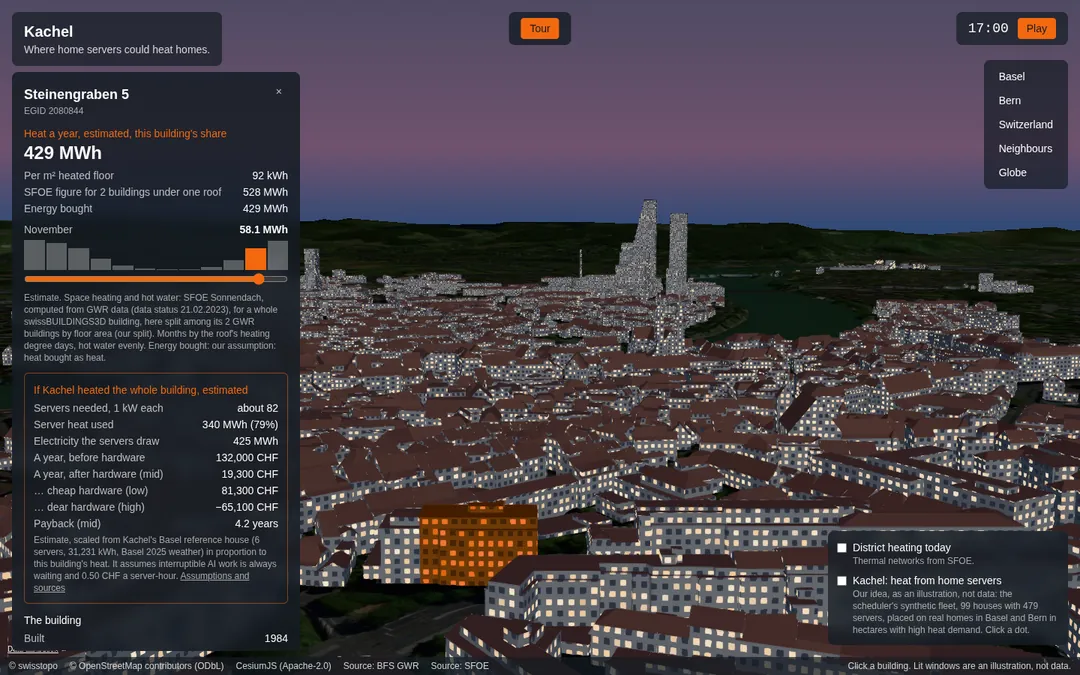 Kachel
Where home servers could heat homes.
Tour
17:00 Play
Basel
Bern
Switzerland
Neighbours
Globe
Steinengraben 5 ×
EGID 2080844
Heat a year, estimated, this building's share
429 MWh
Per m² heated floor 92 kWh
SFOE figure for 2 buildings under one roof 528 MWh
Energy bought 429 MWh
November 58.1 MWh
Estimate. Space heating and hot water: SFOE Sonnendach,
computed from GWR data (data status 21.02.2023), for a whole
swissBUILDINGS3D building, here split among its 2 GWR
buildings by floor area (our split). Months by the roof's heating
degree days, hot water evenly. Energy bought: our assumption:
heat bought as heat.
If Kachel heated the whole building, estimated
Servers needed, 1 kW each about 82
Server heat used 340 MWh (79%)
Electricity the servers draw 425 MWh
A year, before hardware 132,000 CHF
A year, after hardware (mid) 19,300 CHF
… cheap hardware (low) 81,300 CHF
… dear hardware (high) −65,100 CHF
Payback (mid) 4.2 years
Estimate, scaled from Kachel's Basel reference house (6
servers, 31,231 kWh, Basel 2025 weather) in proportion to
this building's heat. It assumes interruptible AI work is always
waiting and 0.50 CHF a server-hour. Assumptions and
sources
The building
Built 1984
District heating today
Thermal networks from SFOE.
Kachel: heat from home servers
Our idea, as an illustration, not data: the
scheduler's synthetic fleet, 99 houses with 479
servers, placed on real homes in Basel and Bern in
hectares with high heat demand. Click a dot.
© swisstopo © OpenStreetMap contributors (ODbL) CesiumJS (Apache-2.0) Source: BFS GWR Source: SFOE
Click a building. Lit windows are an illustration, not data.